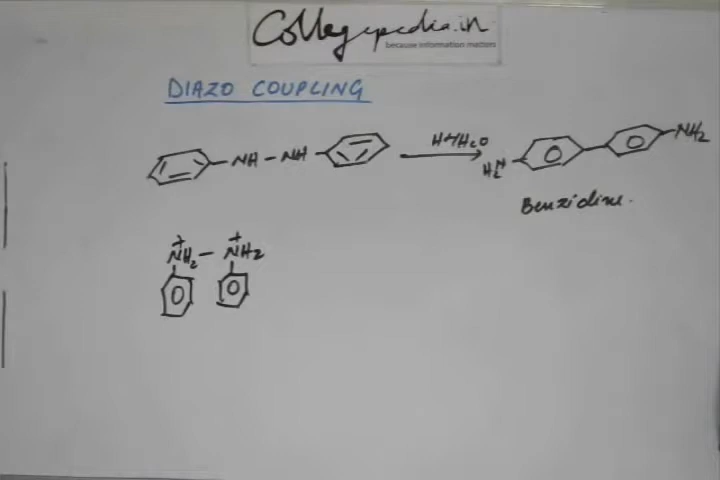 Collegepedia.in
because information matters
DIAZO COUPLING
NH - NH H+/H2O H2N NH2
Benzidine.
+ +
NH2 - NH2